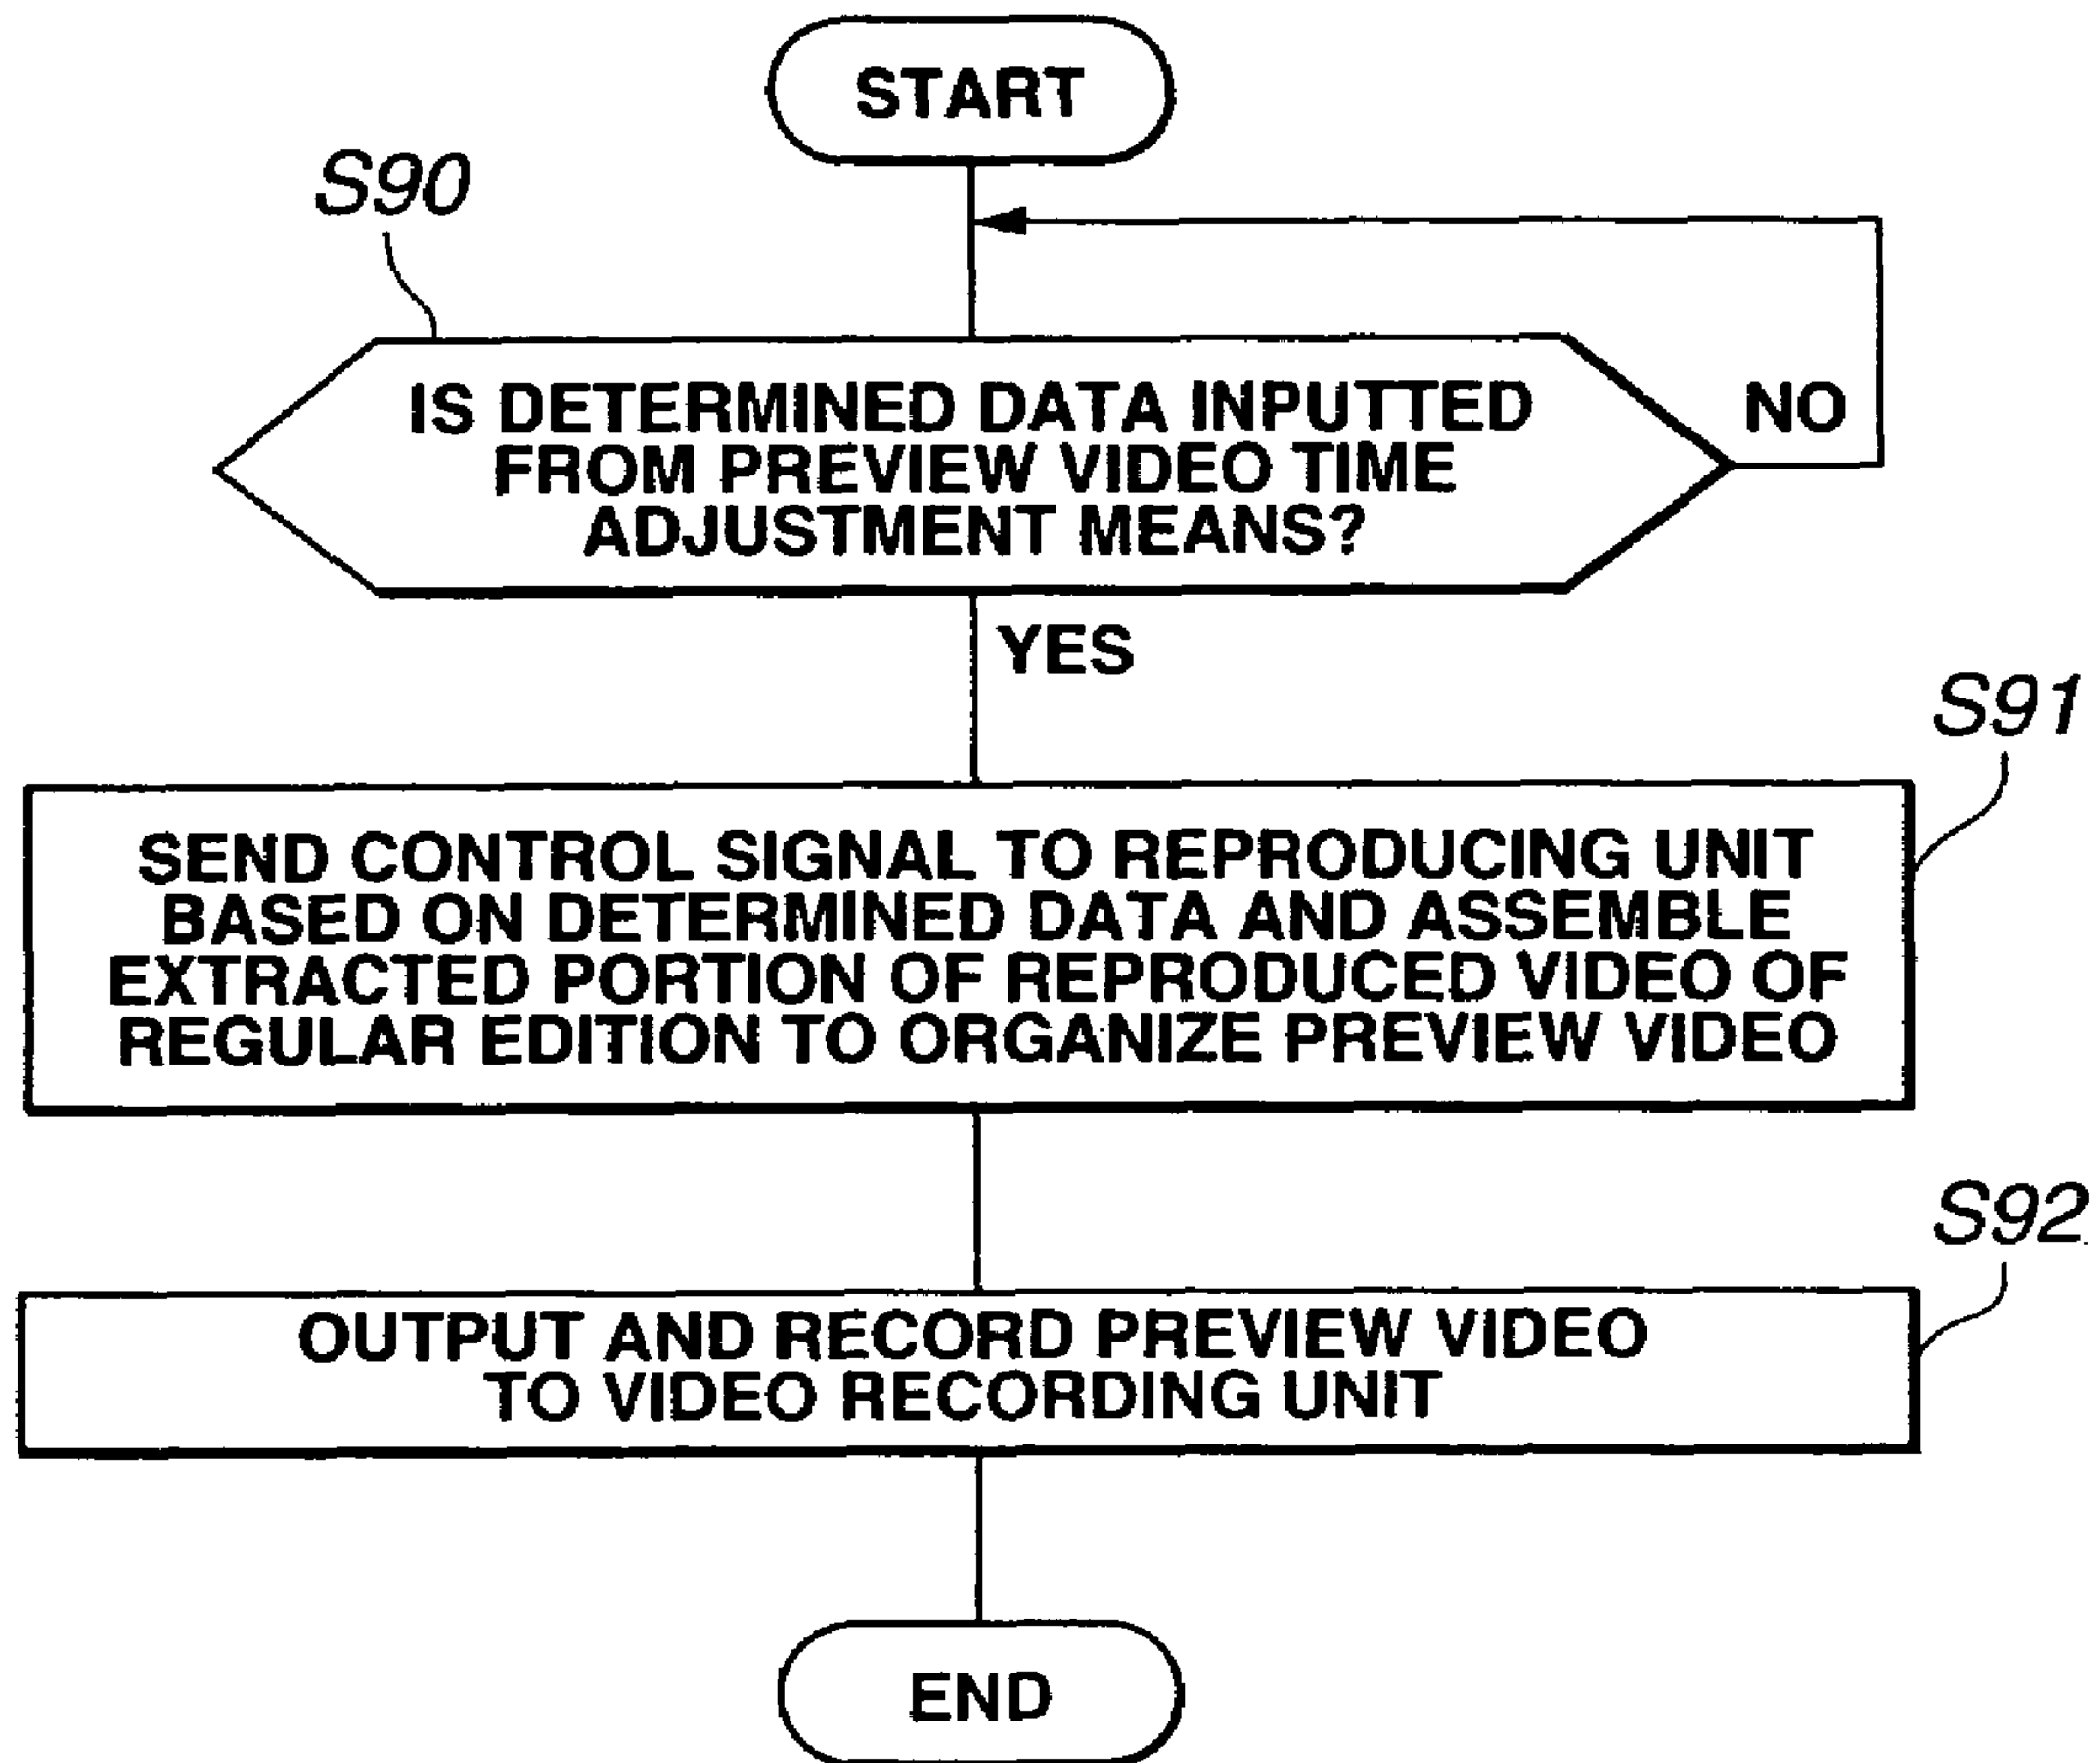 START
S90
IS DETERMINED DATA INPUTTED
FROM PREVIEW VIDEO TIME
ADJUSTMENT MEANS?
NO
YES
S91
SEND CONTROL SIGNAL TO REPRODUCING UNIT
BASED ON DETERMINED DATA AND ASSEMBLE
EXTRACTED PORTION OF REPRODUCED VIDEO OF
REGULAR EDITION TO ORGANIZE PREVIEW VIDEO
S92
OUTPUT AND RECORD PREVIEW VIDEO
TO VIDEO RECORDING UNIT
END